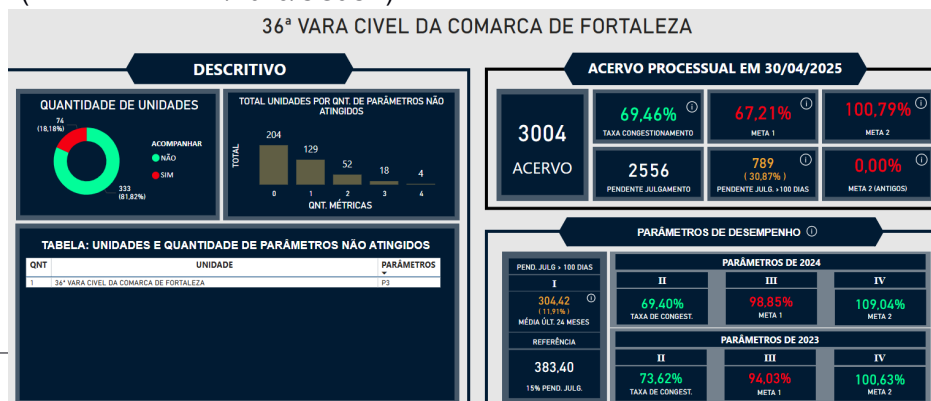 36ª VARA CIVEL DA COMARCA DE FORTALEZA
DESCRITIVO
QUANTIDADE DE UNIDADES
74
(18,18%)
333
(81,82%)
ACOMPANHAR
NÃO
SIM
TOTAL UNIDADES POR QNT. DE PARÂMETROS NÃO
ATINGIDOS
TOTAL
204
129
52
18
4
0 1 2 3 4
QNT. MÉTRICAS
TABELA: UNIDADES E QUANTIDADE DE PARÂMETROS NÃO ATINGIDOS
QNT UNIDADE PARÂMETROS
1 36ª VARA CIVEL DA COMARCA DE FORTALEZA P3
ACERVO PROCESSUAL EM 30/04/2025
3004
ACERVO
69,46%
TAXA CONGESTIONAMENTO
67,21%
META 1
100,79%
META 2
2556
PENDENTE JULGAMENTO
789
(30,87%)
PENDENTE JULG. >100 DIAS
0,00%
META 2 (ANTIGOS)
PARÂMETROS DE DESEMPENHO
PEND. JULG > 100 DIAS
I
304,42
(11,91%)
MÉDIA ÚLT. 24 MESES
REFERÊNCIA
383,40
15% PEND. JULG.
PARÂMETROS DE 2024
II III IV
69,40% 98,85% 109,04%
TAXA DE CONGEST. META 1 META 2
PARÂMETROS DE 2023
II III IV
73,62% 94,03% 100,63%
TAXA DE CONGEST. META 1 META 2